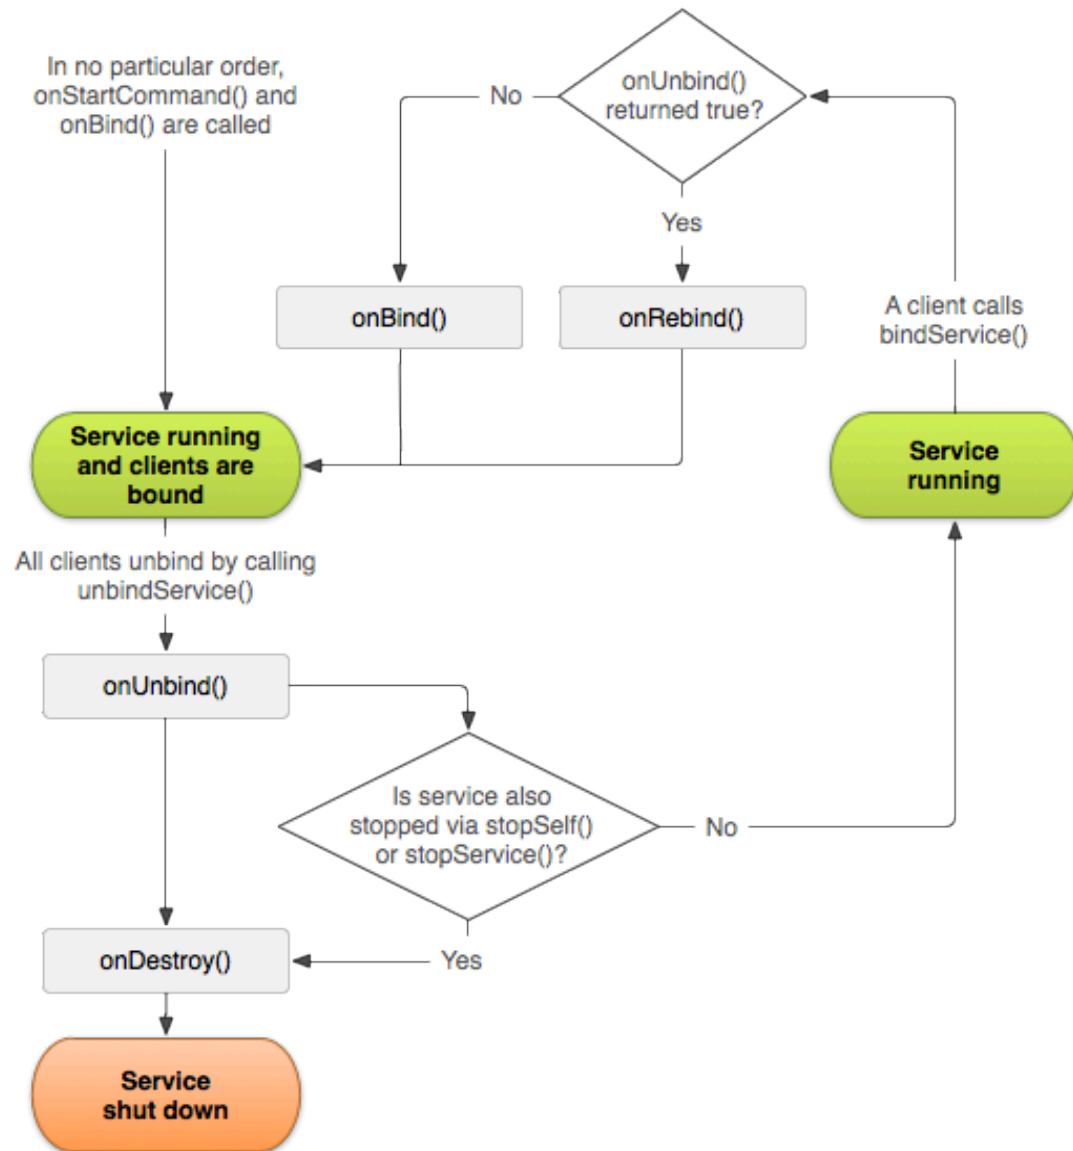 In no particular order,
onStartCommand() and
onBind() are called
onUnbind()
returned true?
No
Yes
onBind()
onRebind()
A client calls
bindService()
Service running
and clients are
bound
Service
running
All clients unbind by calling
unbindService()
onUnbind()
Is service also
stopped via stopSelf()
or stopService()?
No
Yes
onDestroy()
Service
shut down